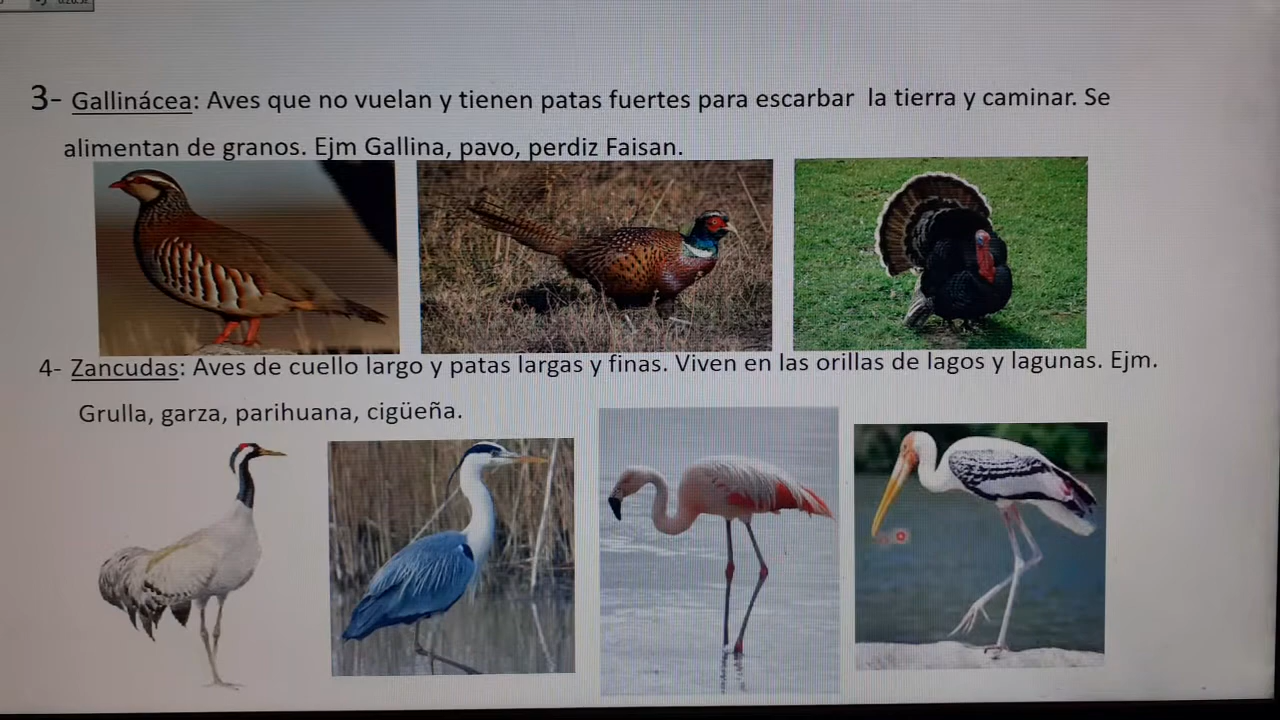 3- Gallinácea: Aves que no vuelan y tienen patas fuertes para escarbar la tierra y caminar. Se
alimentan de granos. Ejm Gallina, pavo, perdiz Faisan.
4- Zancudas: Aves de cuello largo y patas largas y finas. Viven en las orillas de lagos y lagunas. Ejm.
Grulla, garza, parihuana, cigüeña.